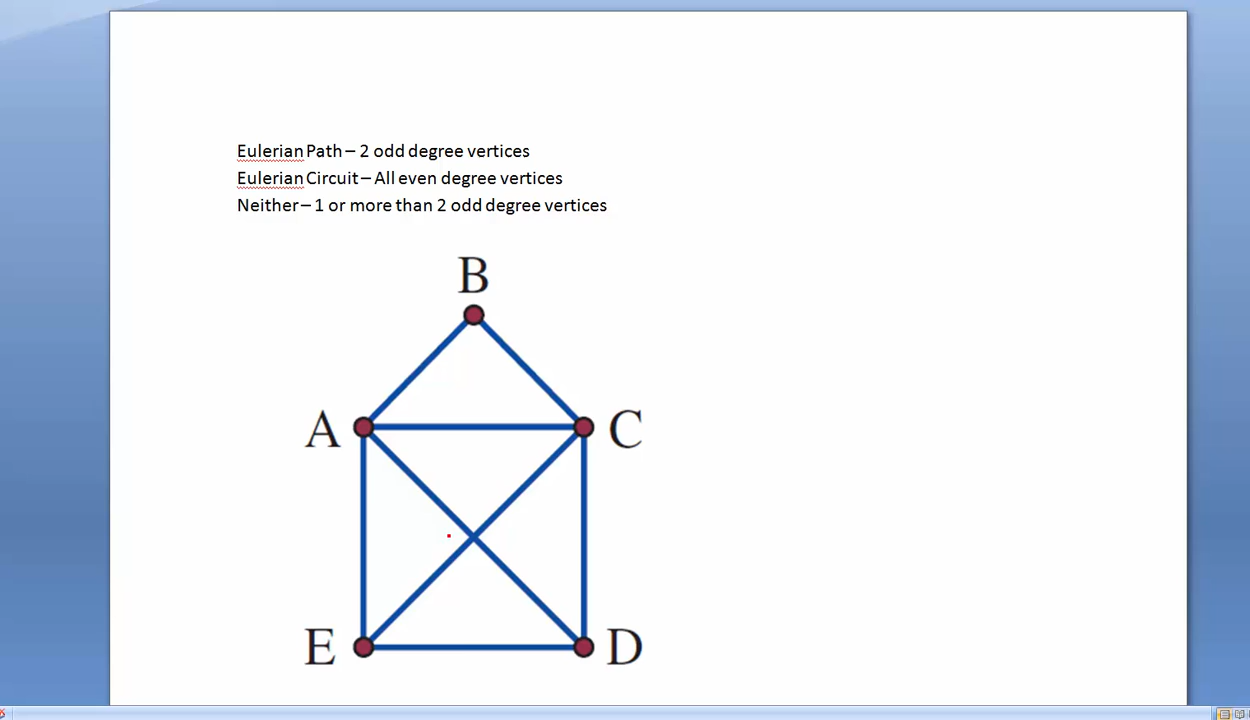 Eulerian Path – 2 odd degree vertices
Eulerian Circuit – All even degree vertices
Neither – 1 or more than 2 odd degree vertices
B
A
C
E
D